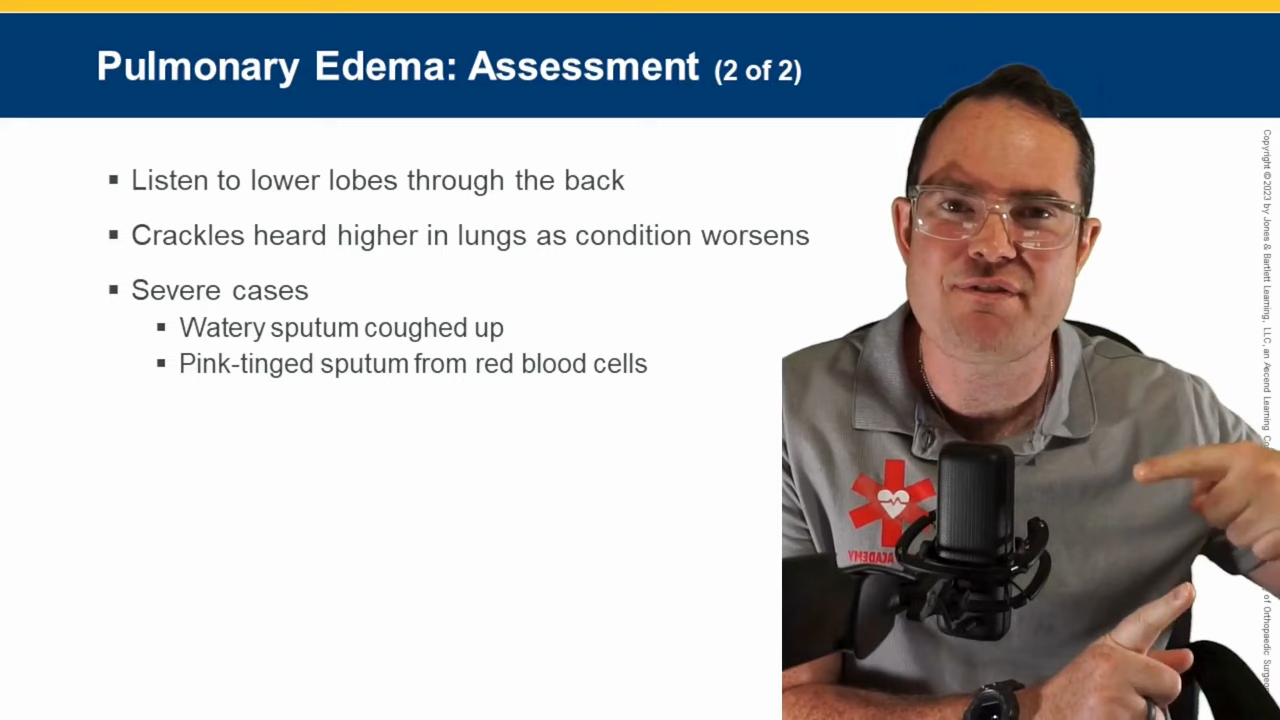 Pulmonary Edema: Assessment (2 of 2)
▪ Listen to lower lobes through the back
▪ Crackles heard higher in lungs as condition worsens
▪ Severe cases
▪ Watery sputum coughed up
▪ Pink-tinged sputum from red blood cells
Copyright ©2023 by Jones & Bartlett Learning, LLC, an Ascend Learning
of Orthopaedic
ACADEMY